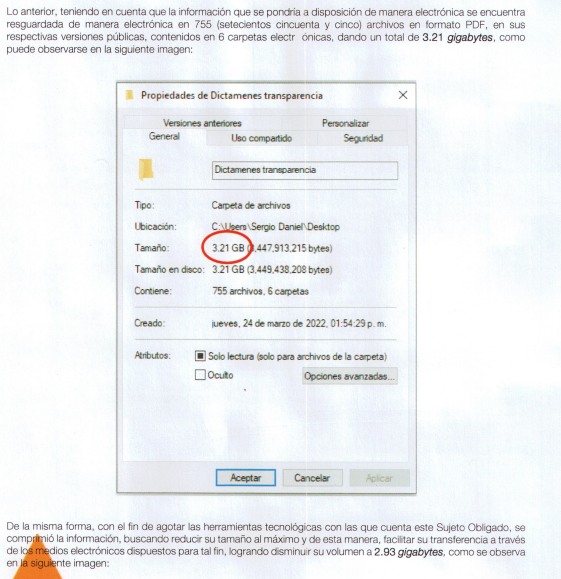 Lo anterior, teniendo en cuenta que la información que se pondría a disposición de manera electrónica se encuentra
resguardada de manera electrónica en 755 (setecientos cincuenta y cinco) archivos en formato PDF, en sus
respectivas versiones públicas, contenidos en 6 carpetas electr ónicas, dando un total de 3.21 gigabytes, como
puede observarse en la siguiente imagen:
Propiedades de Dictamenes transparencia
Versiones anteriores Personalizar
General Uso compartido Seguridad
Dictamenes transparencia
Tipo: Carpeta de archivos
Ubicación: C:\Users\Sergio Daniel\Desktop
Tamaño: 3.21 GB (3,447,913,215 bytes)
Tamaño en disco: 3.21 GB (3,449,438,208 bytes)
Contiene: 755 archivos, 6 carpetas
Creado: jueves, 24 de marzo de 2022, 01:54:29 p. m.
Atributos: Solo lectura (solo para archivos de la carpeta)
Oculto Opciones avanzadas...
Aceptar Cancelar Aplicar
De la misma forma, con el fin de agotar las herramientas tecnológicas con las que cuenta este Sujeto Obligado, se
comprimió la información, buscando reducir su tamaño al máximo y de esta manera, facilitar su transferencia a través
de los medios electrónicos dispuestos para tal fin, logrando disminuir su volumen a 2.93 gigabytes, como se observa
en la siguiente imagen: